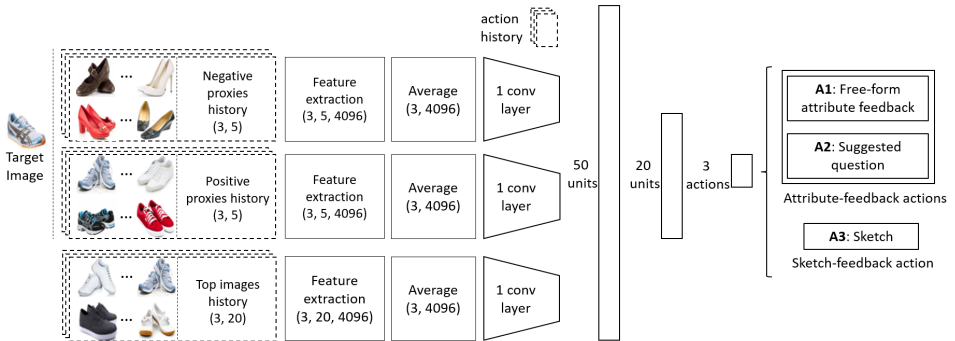 action
history
Target
Image
...
...
Negative
proxies
history
(3, 5)
Feature
extraction
(3, 5, 4096)
Average
(3, 4096)
1 conv
layer
...
...
Positive
proxies history
(3, 5)
Feature
extraction
(3, 5, 4096)
Average
(3, 4096)
1 conv
layer
...
...
Top images
history
(3, 20)
Feature
extraction
(3, 20, 4096)
Average
(3, 4096)
1 conv
layer
50
units
20
units
3
actions
A1: Free-form
attribute feedback
A2: Suggested
question
Attribute-feedback actions
A3: Sketch
Sketch-feedback action